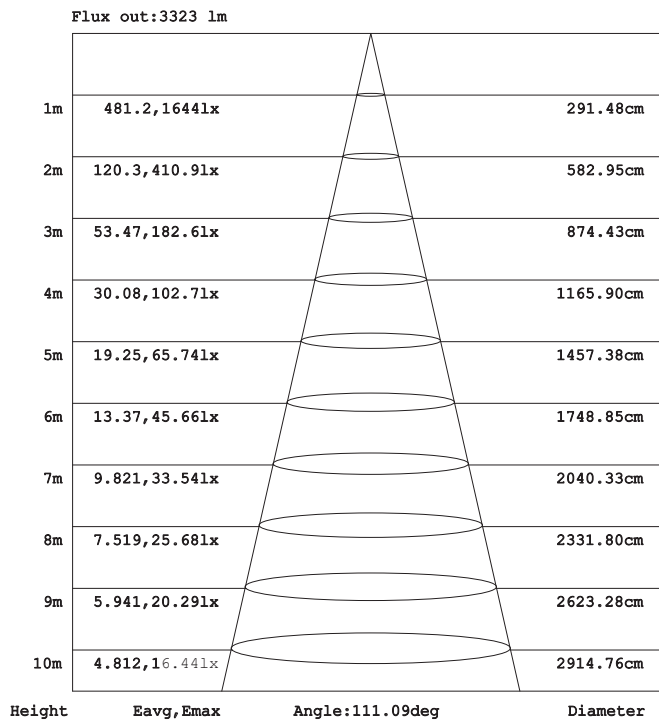 Flux out:3323 lm
1m 481.2,1644lx 291.48cm
2m 120.3,410.9lx 582.95cm
3m 53.47,182.6lx 874.43cm
4m 30.08,102.7lx 1165.90cm
5m 19.25,65.74lx 1457.38cm
6m 13.37,45.66lx 1748.85cm
7m 9.821,33.54lx 2040.33cm
8m 7.519,25.68lx 2331.80cm
9m 5.941,20.29lx 2623.28cm
10m 4.812,16.44lx 2914.76cm
Height Eavg,Emax Angle:111.09deg Diameter